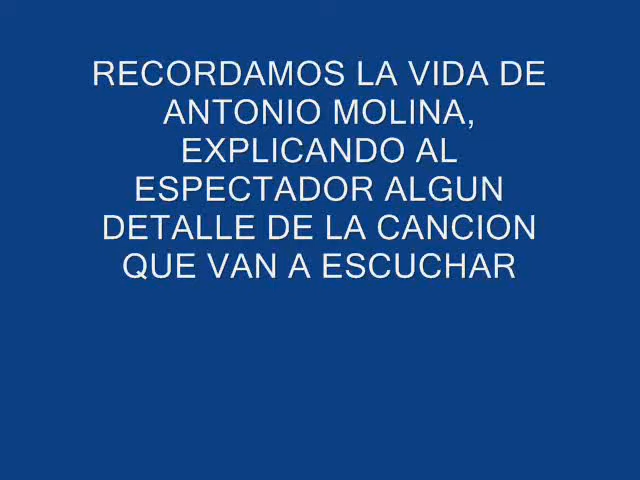 RECORDAMOS LA VIDA DE
ANTONIO MOLINA,
EXPLICANDO AL
ESPECTADOR ALGUN
DETALLE DE LA CANCION
QUE VAN A ESCUCHAR